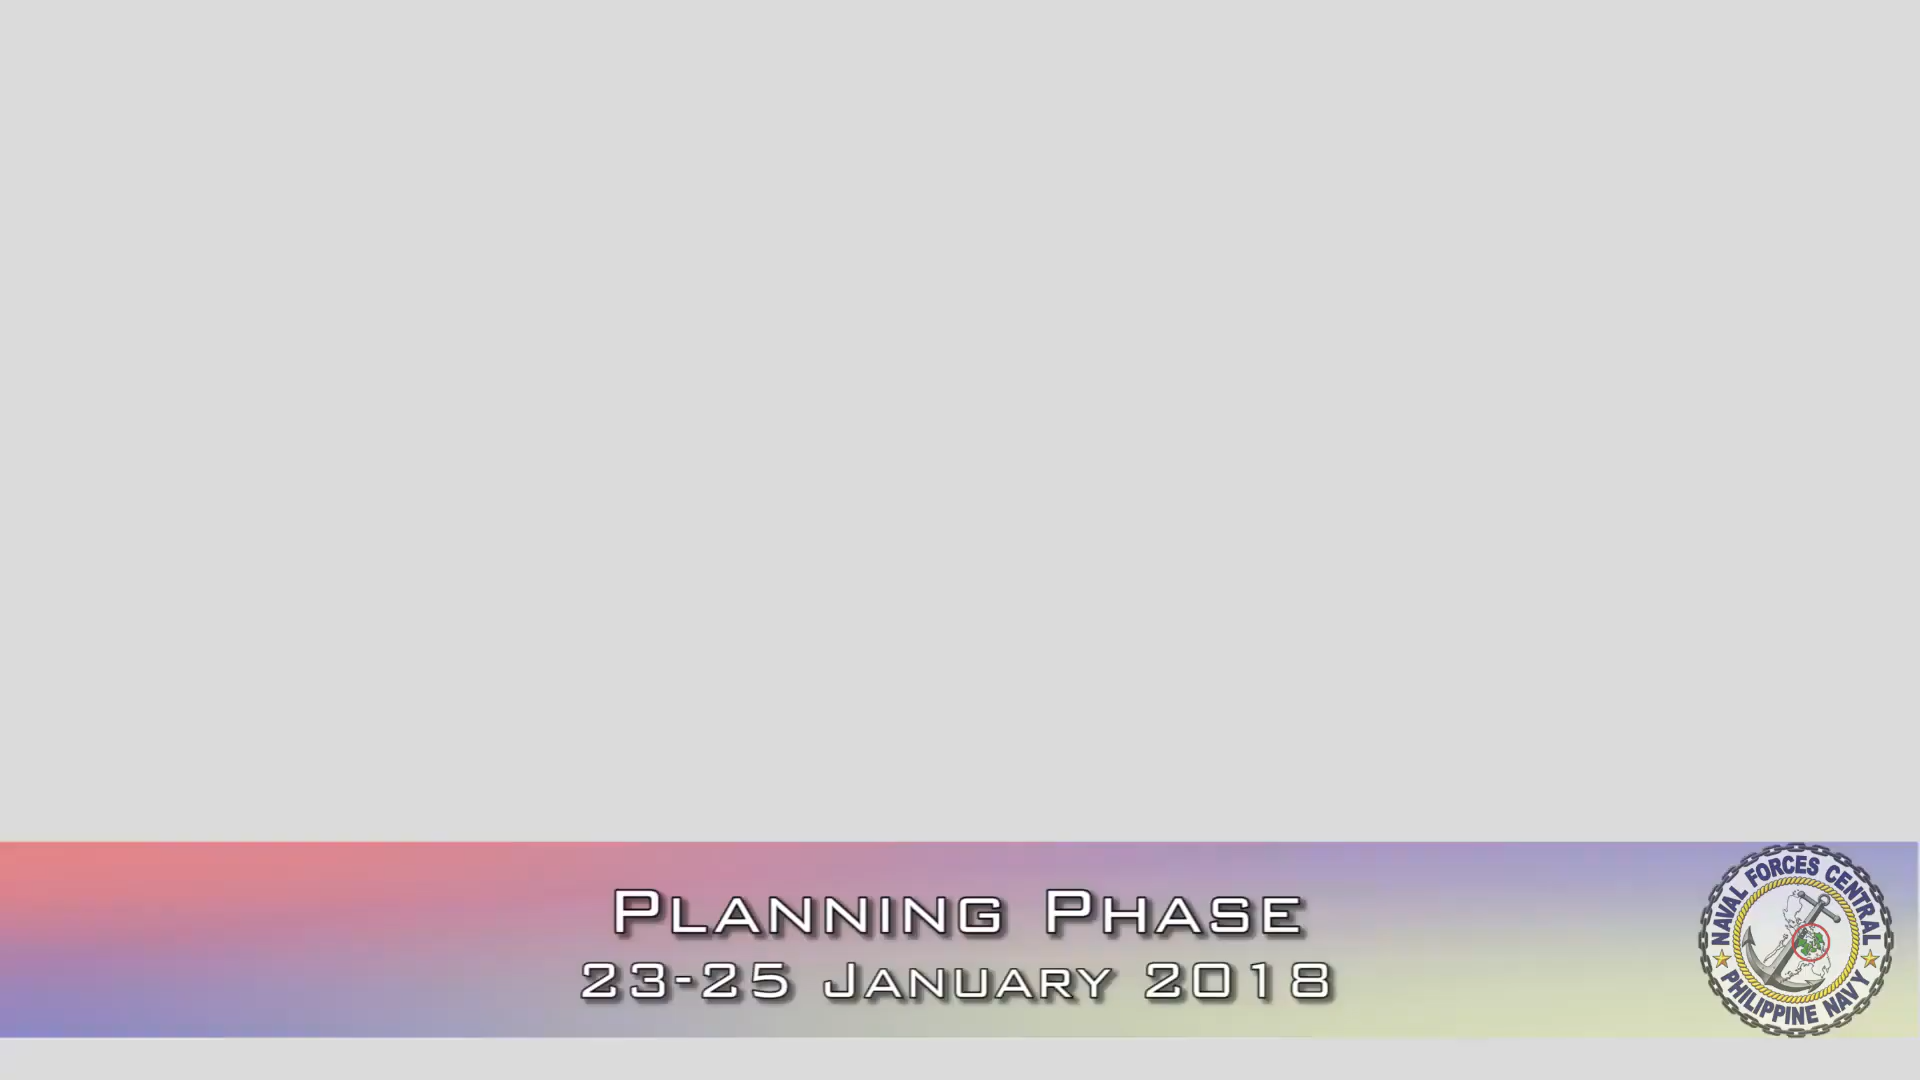 Planning Phase
23-25 January 2018
NAVAL FORCES CENTRAL
PHILIPPINE NAVY